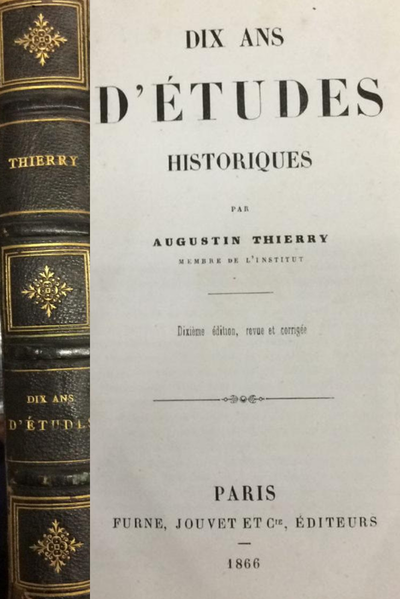 THIERRY
DIX ANS
D'ÉTUDES
DIX ANS
D'ÉTUDES
HISTORIQUES
PAR
AUGUSTIN THIERRY
MEMBRE DE L'INSTITUT
Dixième édition, revue et corrigée
PARIS
FURNE, JOUVET ET Cie, ÉDITEURS
1866